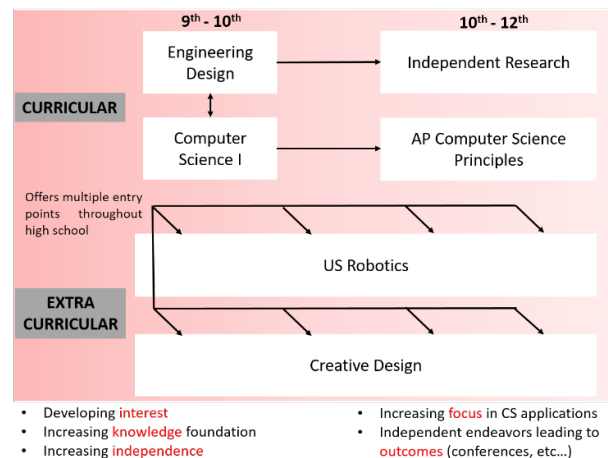 9th - 10th
10th - 12th
Engineering
Design
Independent Research
CURRICULAR
Computer
Science I
AP Computer Science
Principles
Offers multiple entry
points throughout
high school
US Robotics
EXTRA
CURRICULAR
Creative Design
• Developing interest
• Increasing knowledge foundation
• Increasing independence
• Increasing focus in CS applications
• Independent endeavors leading to
outcomes (conferences, etc...)